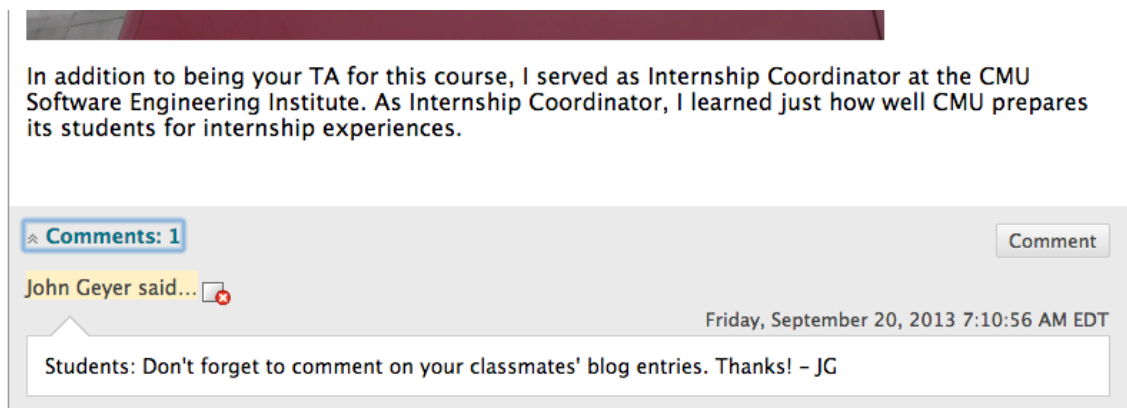 In addition to being your TA for this course, I served as Internship Coordinator at the CMU
Software Engineering Institute. As Internship Coordinator, I learned just how well CMU prepares
its students for internship experiences.
Comments: 1
Comment
John Geyer said...
Friday, September 20, 2013 7:10:56 AM EDT
Students: Don't forget to comment on your classmates' blog entries. Thanks! – JG